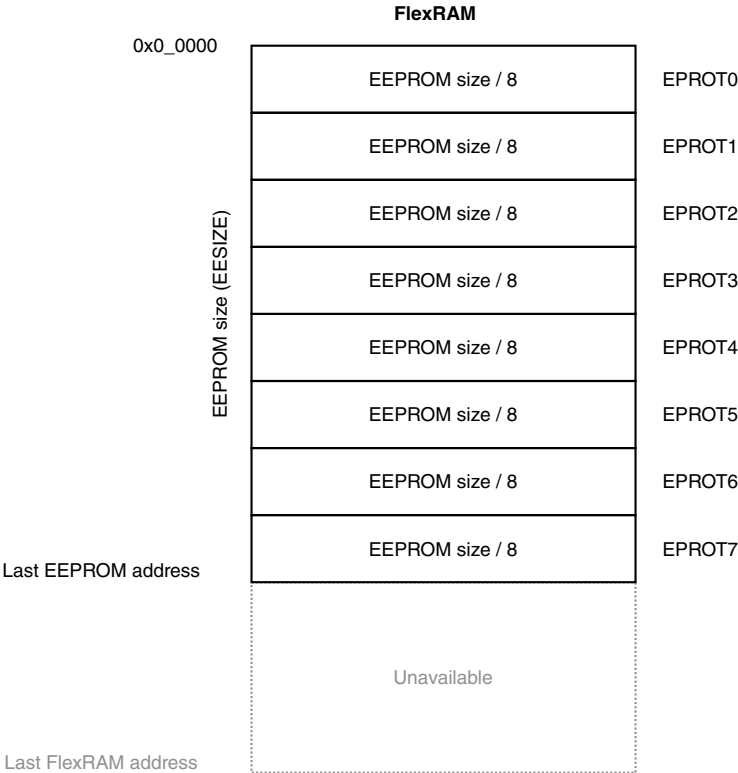 FlexRAM
0x0_0000
EEPROM size / 8 EPROT0
EEPROM size / 8 EPROT1
EEPROM size / 8 EPROT2
EEPROM size (EESIZE)
EEPROM size / 8 EPROT3
EEPROM size / 8 EPROT4
EEPROM size / 8 EPROT5
EEPROM size / 8 EPROT6
EEPROM size / 8 EPROT7
Last EEPROM address
Unavailable
Last FlexRAM address